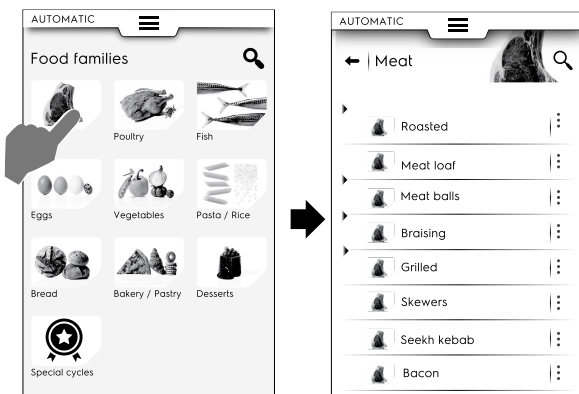 AUTOMATIC
Food families
Poultry
Fish
Eggs
Vegetables
Pasta / Rice
Bread
Bakery / Pastry
Desserts
Special cycles
AUTOMATIC
Meat
Roasted
Meat loaf
Meat balls
Braising
Grilled
Skewers
Seekh kebab
Bacon